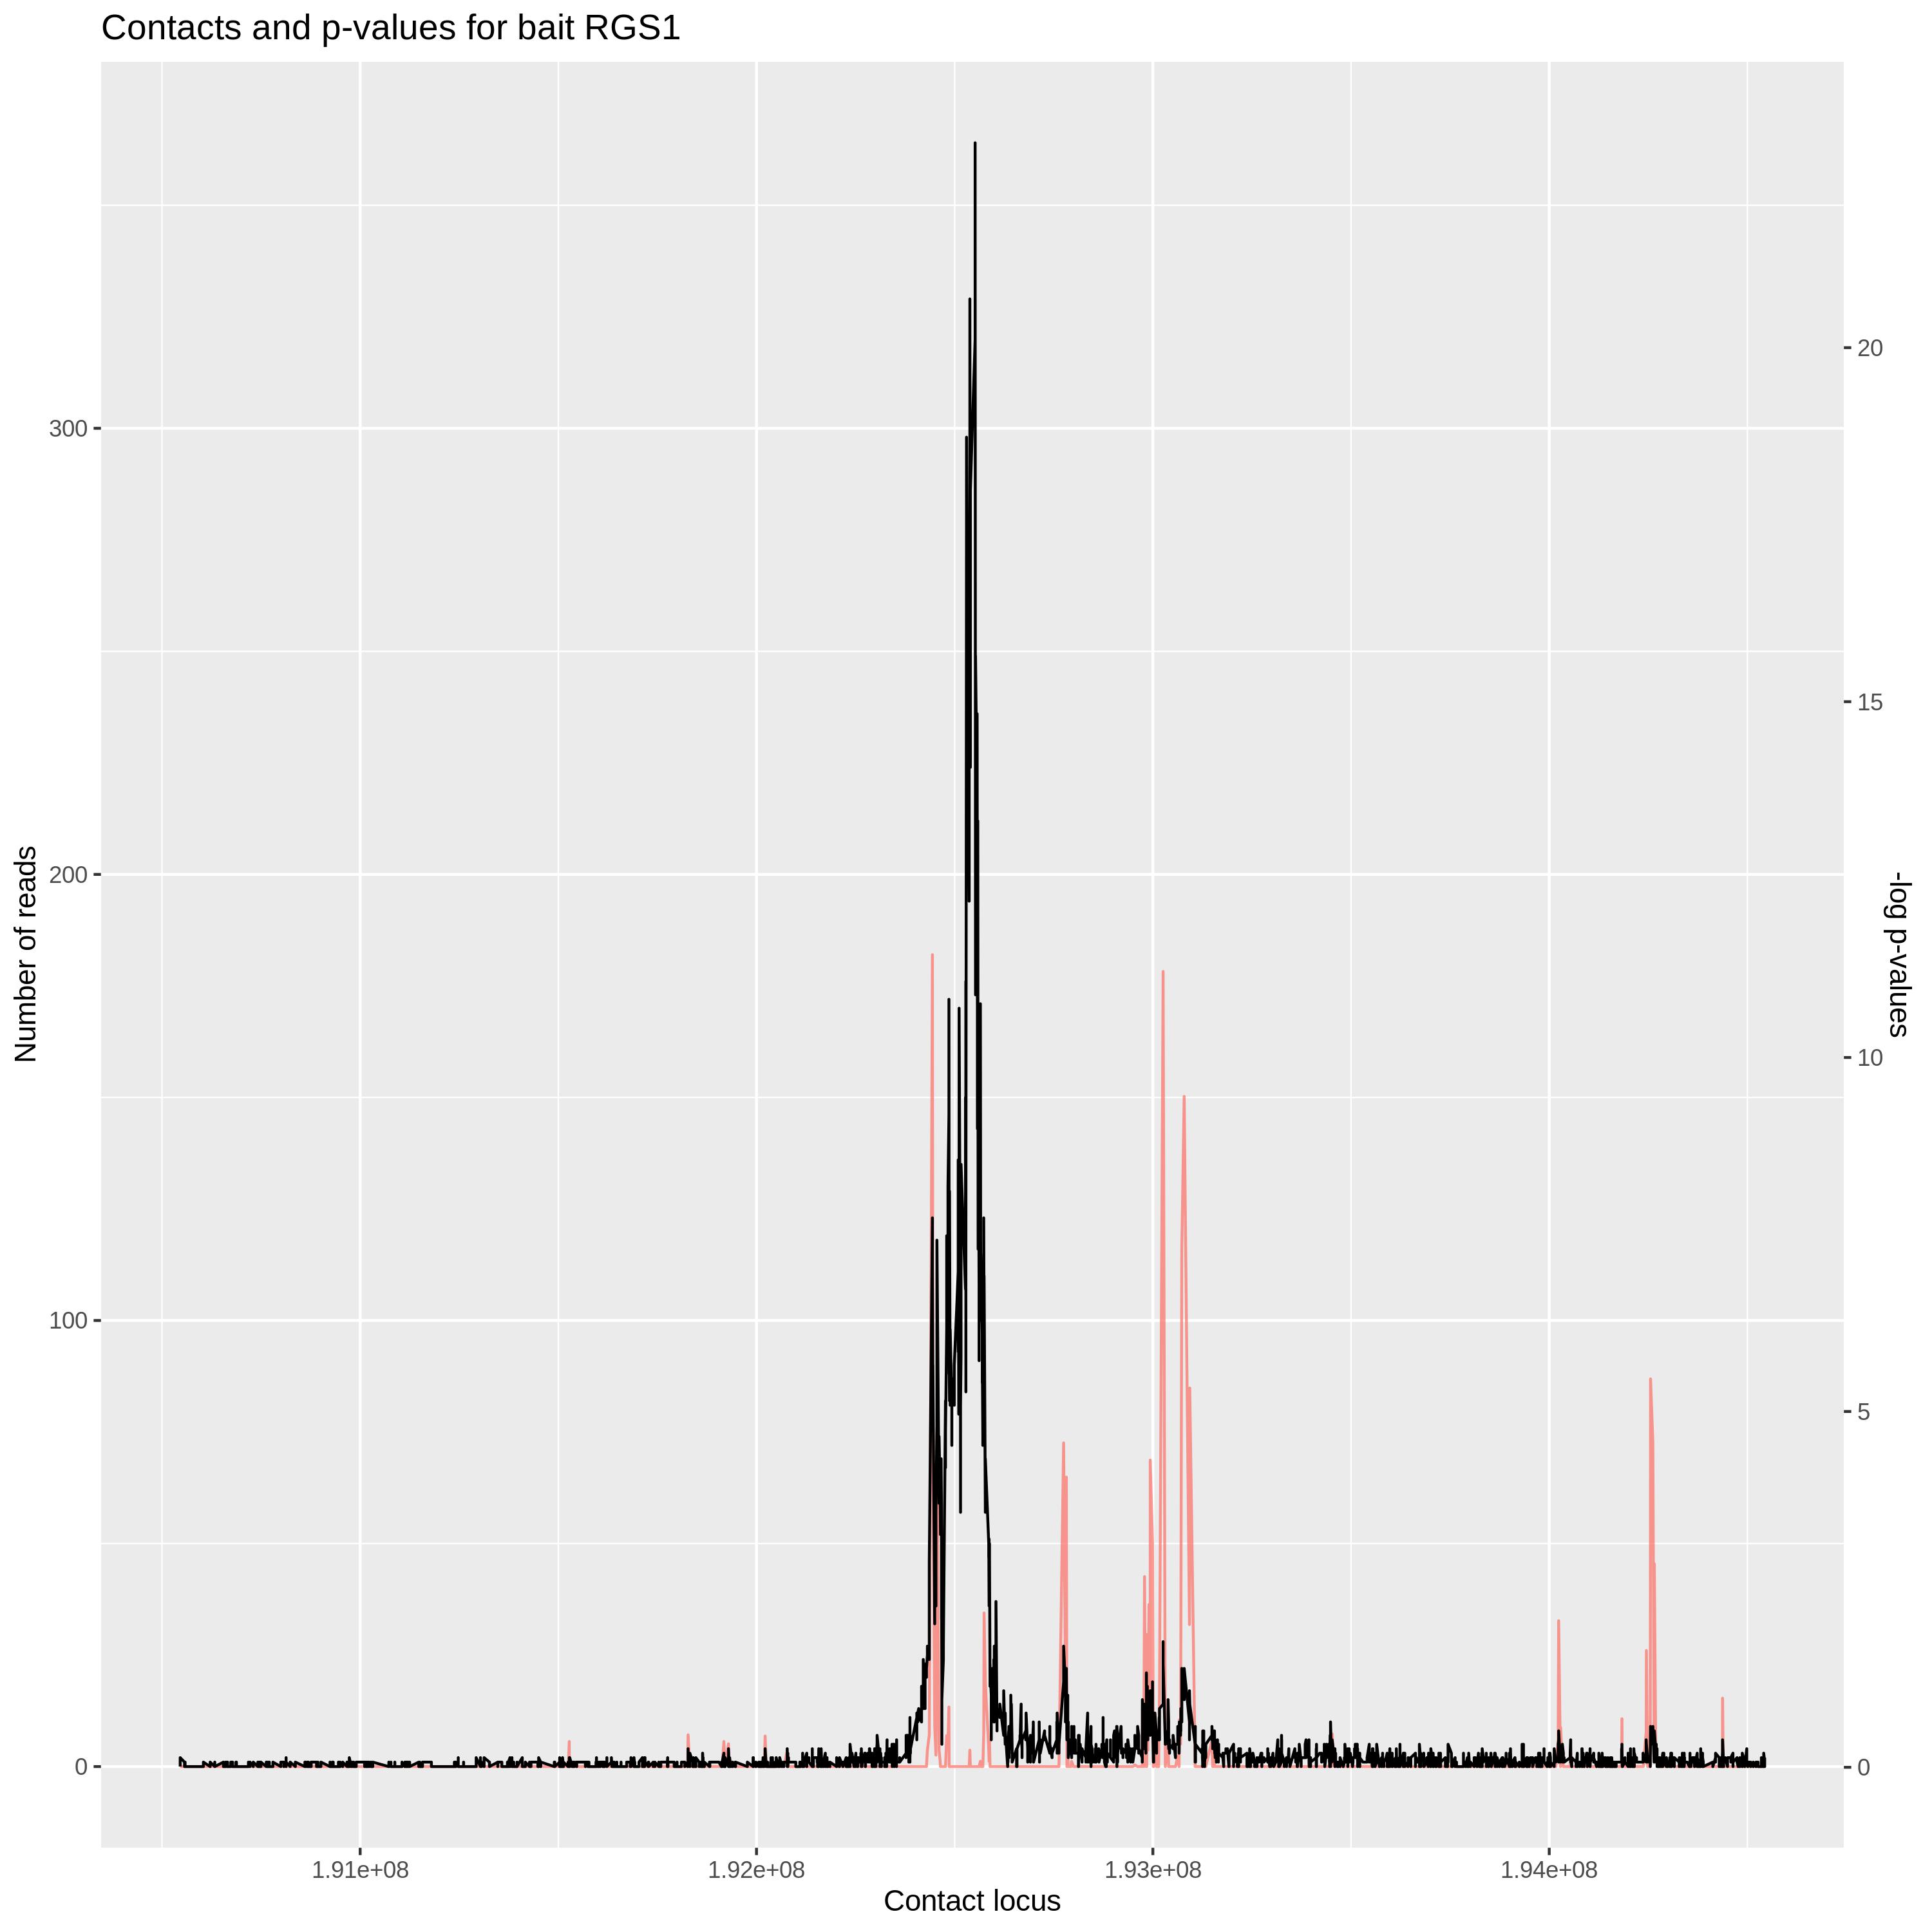 Contacts and p-values for bait RGS1
Number of reads
300
200
100
0
20
15
10
5
0
-log p-values
1.91e+08 1.92e+08 1.93e+08 1.94e+08
Contact locus